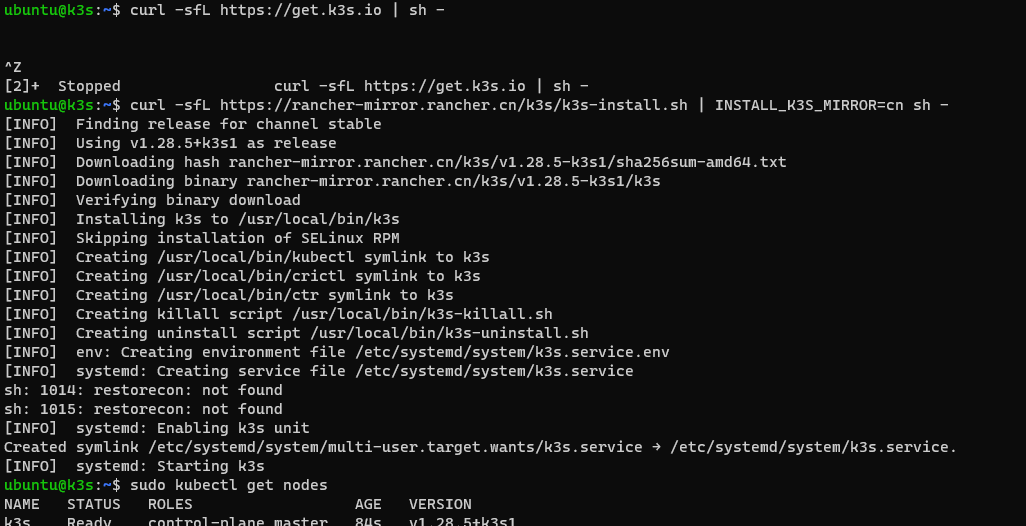 ubuntu@k3s:~$ curl -sfL https://get.k3s.io | sh -
^Z
[2]+  Stopped                 curl -sfL https://get.k3s.io | sh -
ubuntu@k3s:~$ curl -sfL https://rancher-mirror.rancher.cn/k3s/k3s-install.sh | INSTALL_K3S_MIRROR=cn sh -
[INFO]  Finding release for channel stable
[INFO]  Using v1.28.5+k3s1 as release
[INFO]  Downloading hash rancher-mirror.rancher.cn/k3s/v1.28.5-k3s1/sha256sum-amd64.txt
[INFO]  Downloading binary rancher-mirror.rancher.cn/k3s/v1.28.5-k3s1/k3s
[INFO]  Verifying binary download
[INFO]  Installing k3s to /usr/local/bin/k3s
[INFO]  Skipping installation of SELinux RPM
[INFO]  Creating /usr/local/bin/kubectl symlink to k3s
[INFO]  Creating /usr/local/bin/crictl symlink to k3s
[INFO]  Creating /usr/local/bin/ctr symlink to k3s
[INFO]  Creating killall script /usr/local/bin/k3s-killall.sh
[INFO]  Creating uninstall script /usr/local/bin/k3s-uninstall.sh
[INFO]  env: Creating environment file /etc/systemd/system/k3s.service.env
[INFO]  systemd: Creating service file /etc/systemd/system/k3s.service
sh: 1014: restorecon: not found
sh: 1015: restorecon: not found
[INFO]  systemd: Enabling k3s unit
Created symlink /etc/systemd/system/multi-user.target.wants/k3s.service → /etc/systemd/system/k3s.service.
[INFO]  systemd: Starting k3s
ubuntu@k3s:~$ sudo kubectl get nodes
NAME   STATUS   ROLES                  AGE   VERSION
k3s    Ready    control-plane,master   84s   v1.28.5+k3s1